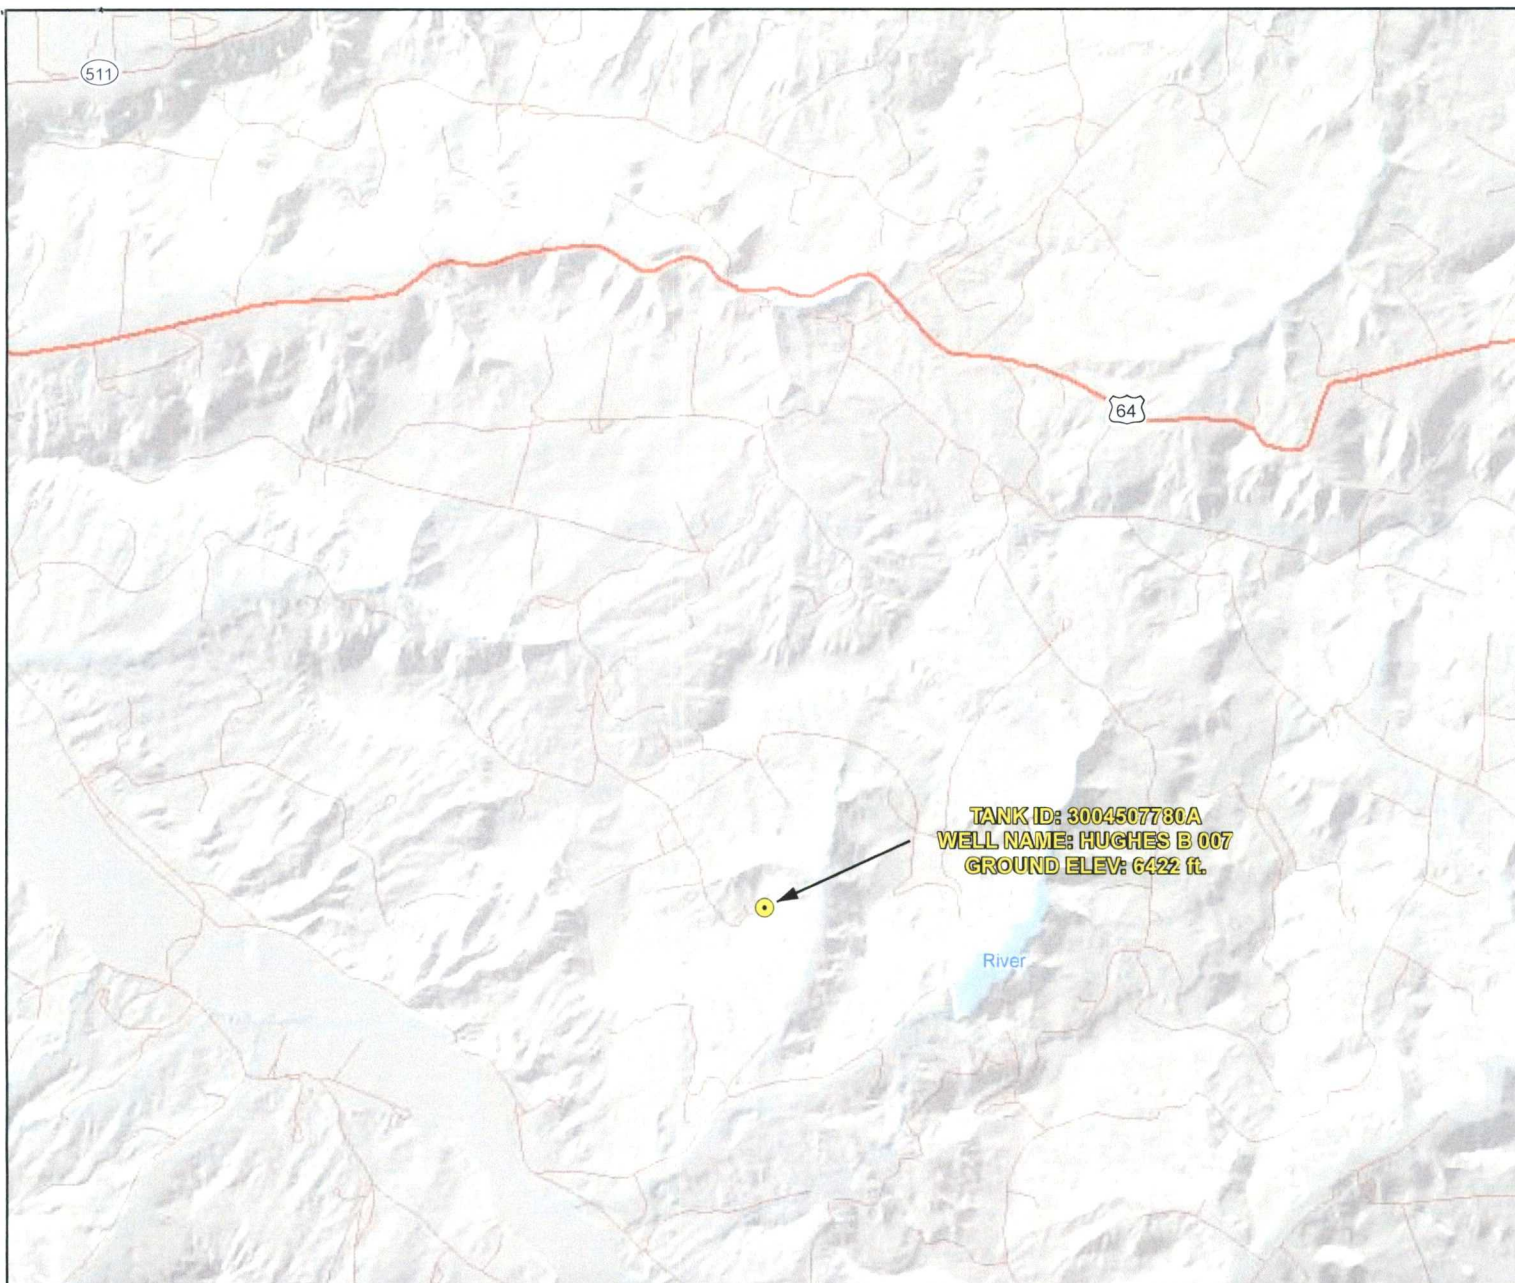 511
64
TANK ID: 3004507780A
WELL NAME: HUGHES B 007
GROUND ELEV: 6422 ft.
River